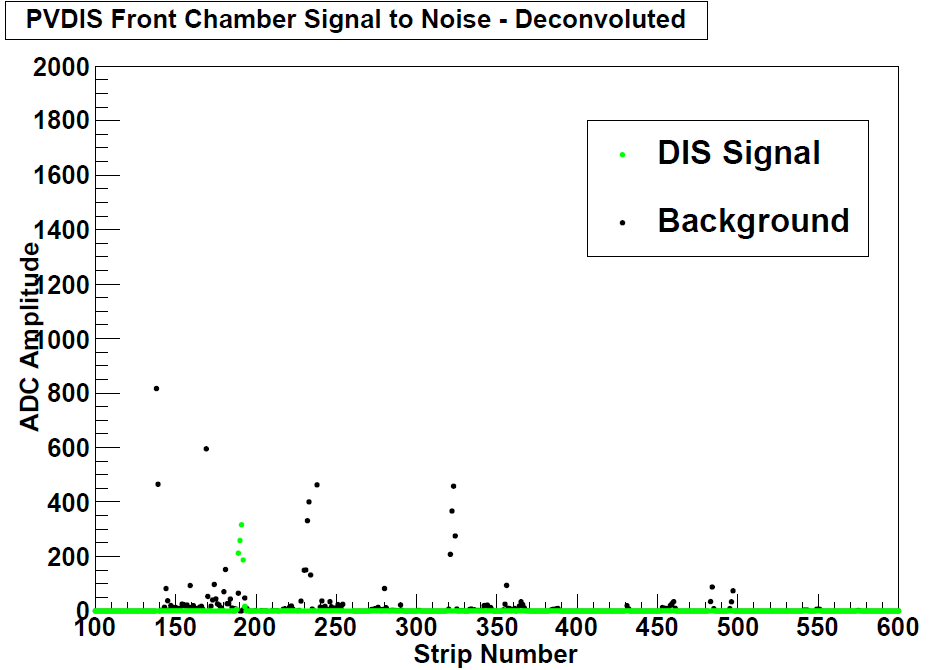 PVDIS Front Chamber Signal to Noise - Deconvoluted
2000
1800
1600
1400
1200
1000
800
600
400
200
0
ADC Amplitude
DIS Signal
Background
100 150 200 250 300 350 400 450 500 550 600
Strip Number